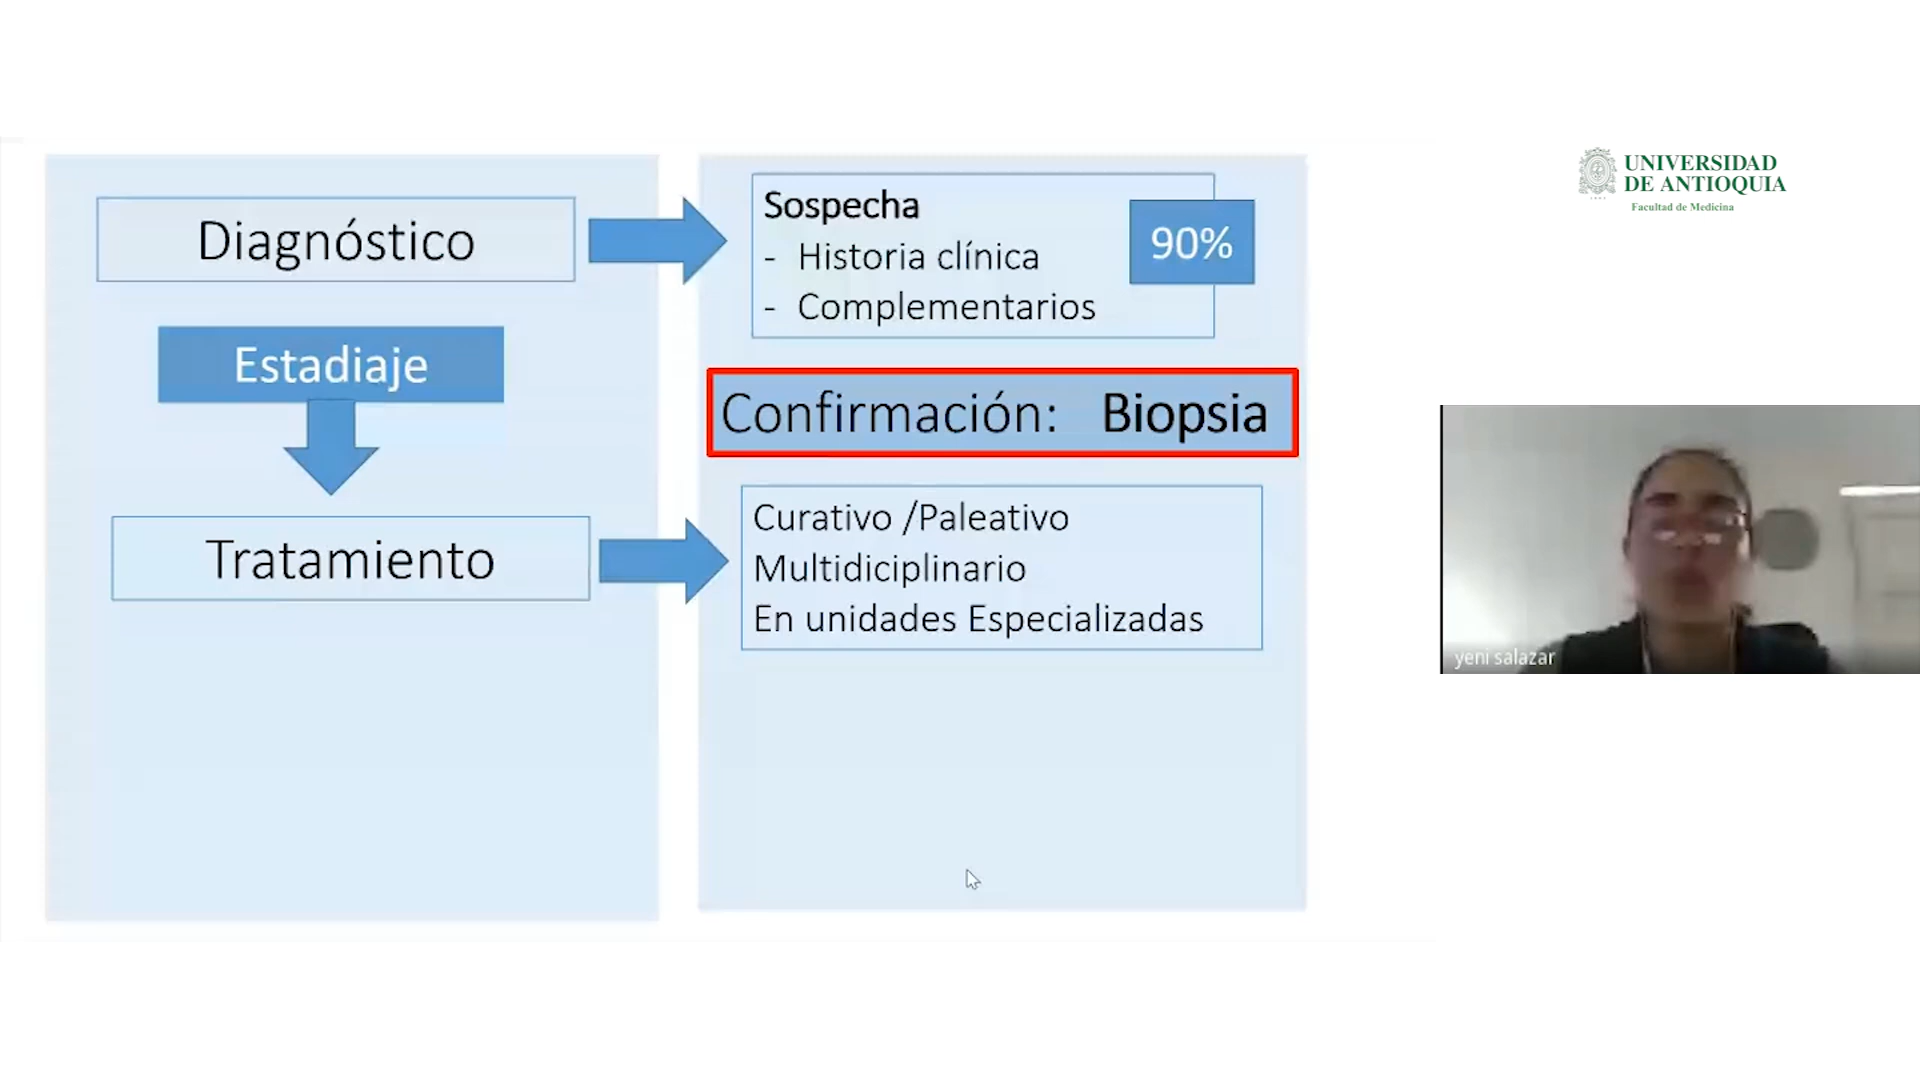 Diagnóstico
Sospecha
- Historia clínica
- Complementarios
90%
Estadiaje
Confirmación: Biopsia
Tratamiento
Curativo /Paleativo
Multidiciplinario
En unidades Especializadas
UNIVERSIDAD
DE ANTIOQUIA
Facultad de Medicina
yeni salazar